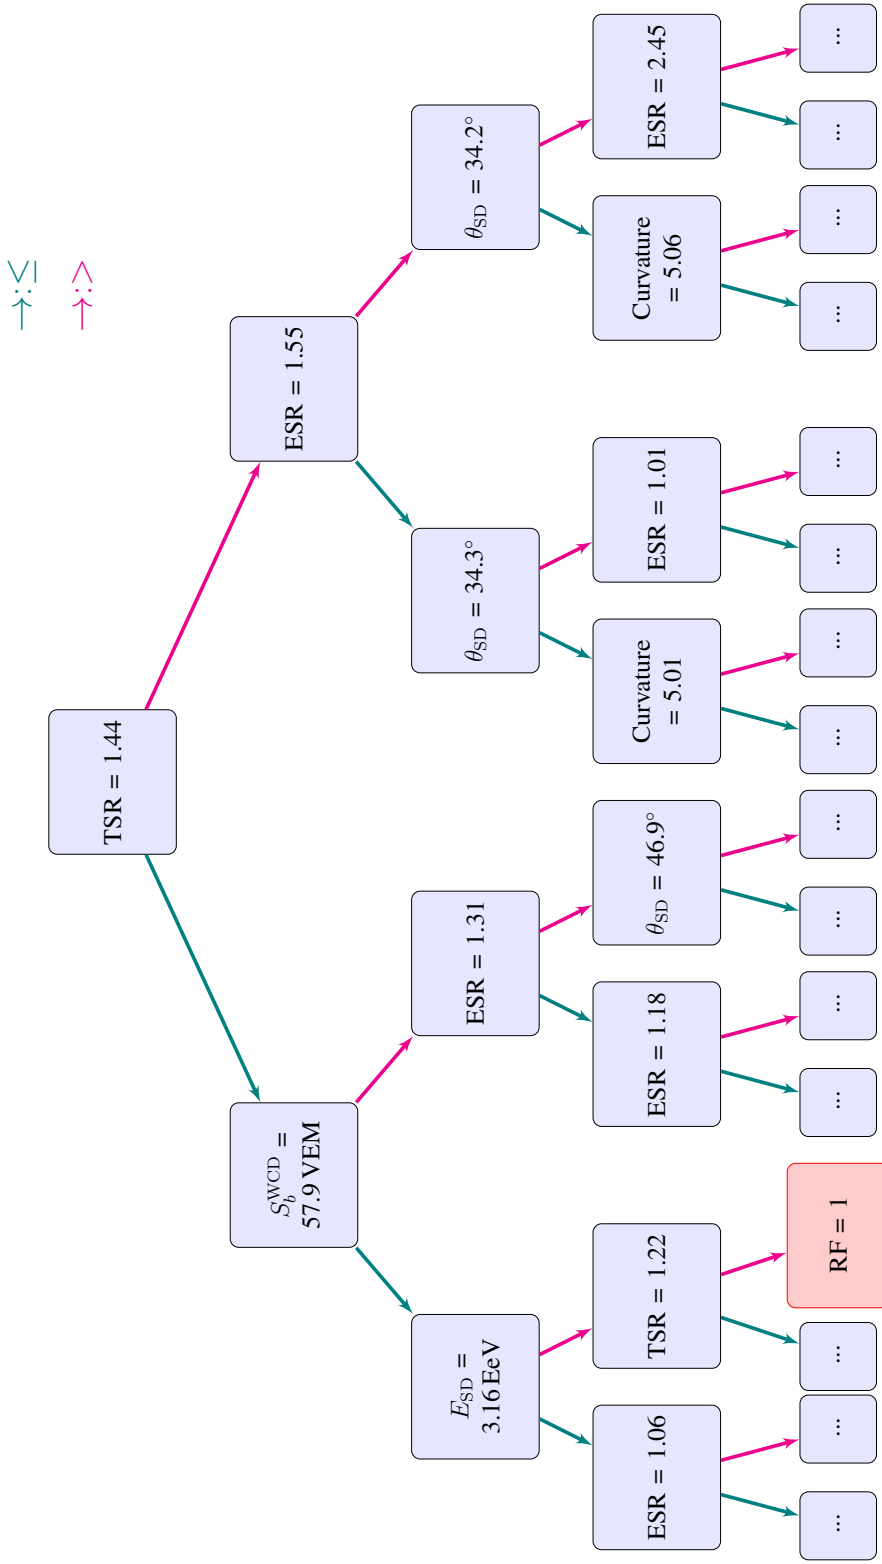 →: ≤
→: >
TSR = 1.44
S_b^WCD =
57.9 VEM
ESR = 1.55
E_SD =
3.16 EeV
ESR = 1.31
θ_SD = 34.3°
θ_SD = 34.2°
ESR = 1.06
TSR = 1.22
ESR = 1.18
θ_SD = 46.9°
Curvature
= 5.01
ESR = 1.01
Curvature
= 5.06
ESR = 2.45
...
...
...
RF = 1
...
...
...
...
...
...
...
...
...
...
...
...